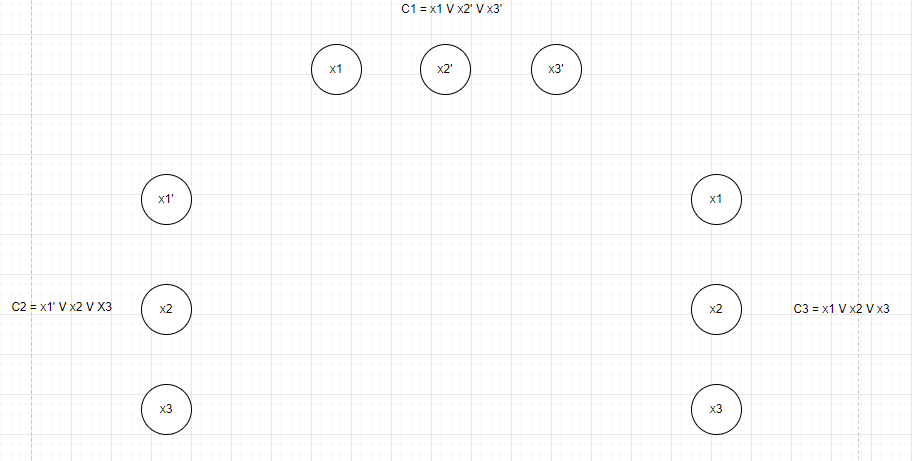 C1 = x1 V x2' V x3'
x1
x2'
x3'
x1'
x1
C2 = x1' V x2 V X3
x2
x2
C3 = x1 V x2 V x3
x3
x3